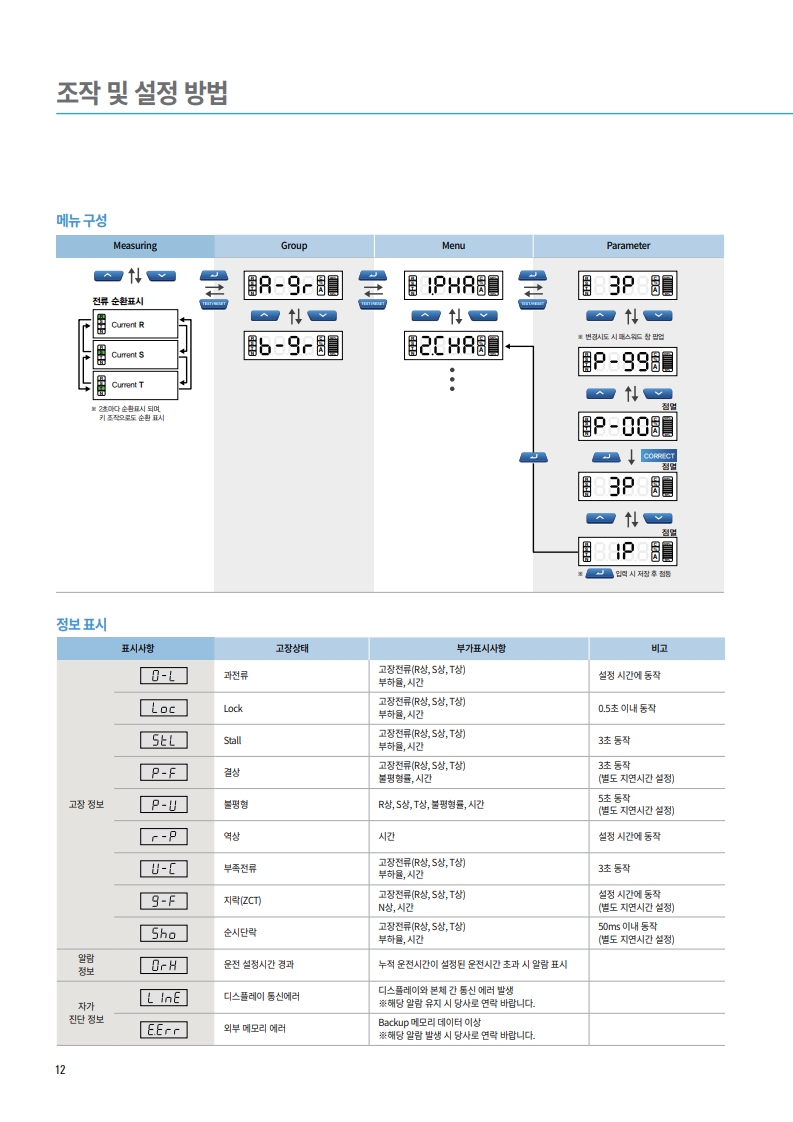 조작 및 설정 방법
메뉴 구성
Measuring Group Menu Parameter
TEST/RESET TEST/RESET TEST/RESET
전류 순환표시
Current R
Current S
Current T
※ 2초마다 순환표시 되며,
키 조작으로도 순환 표시
A-gr
b-gr
1.PHA
2.CHA
3P
※ 변경시도 시 패스워드 창 팝업
P-99
점멸
P-00
CORRECT
점멸
3P
점멸
1P
※ 입력 시 저장 후 점등
정보 표시
표시사항 고장상태 부가표시사항 비고
고장 정보
O-L 과전류 고장전류(R상, S상, T상)
부하율, 시간 설정 시간에 동작
Loc Lock 고장전류(R상, S상, T상)
부하율, 시간 0.5초 이내 동작
StL Stall 고장전류(R상, S상, T상)
부하율, 시간 3초 동작
P-F 결상 고장전류(R상, S상, T상)
불평형률, 시간 3초 동작
(별도 지연시간 설정)
P-U 불평형 R상, S상, T상, 불평형률, 시간 5초 동작
(별도 지연시간 설정)
r-P 역상 시간 설정 시간에 동작
U-C 부족전류 고장전류(R상, S상, T상)
부하율, 시간 3초 동작
g-F 지락(ZCT) 고장전류(R상, S상, T상)
N상, 시간 설정 시간에 동작
(별도 지연시간 설정)
Sho 순시단락 고장전류(R상, S상, T상)
부하율, 시간 50ms 이내 동작
(별도 지연시간 설정)
알람
정보
OrH 운전 설정시간 경과 누적 운전시간이 설정된 운전시간 초과 시 알람 표시
자가
진단 정보
LInE 디스플레이 통신에러 디스플레이와 본체 간 통신 에러 발생
※해당 알람 유지 시 당사로 연락 바랍니다.
E.Err 외부 메모리 에러 Backup 메모리 데이터 이상
※해당 알람 발생 시 당사로 연락 바랍니다.
12